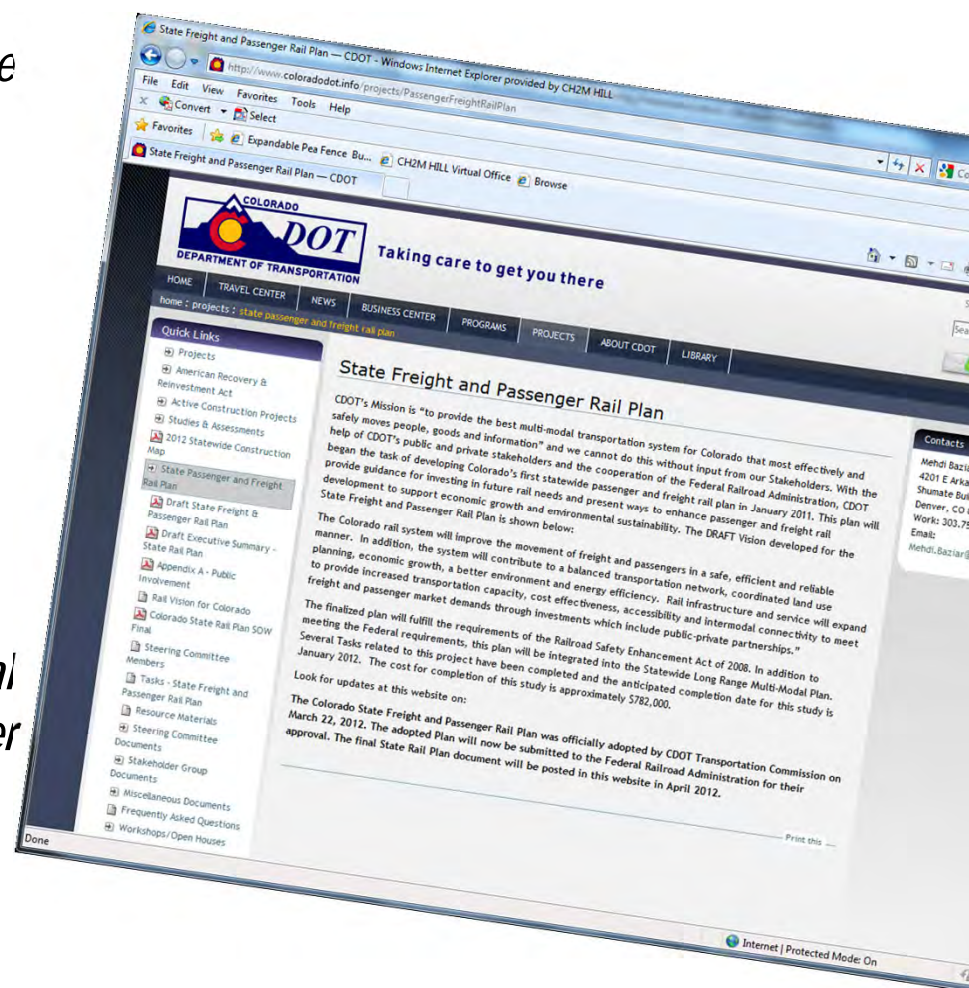 e
State Freight and Passenger Rail Plan — CDOT - Windows Internet Explorer provided by CH2M HILL
http://www.coloradodot.info/projects/PassengerFreightRailPlan
File Edit View Favorites Tools Help
Convert Select
Favorites Expandable Pea Fence Bu... CH2M HILL Virtual Office Browse
State Freight and Passenger Rail Plan — CDOT
COLORADO
DOT
DEPARTMENT OF TRANSPORTATION
Taking care to get you there
HOME TRAVEL CENTER NEWS BUSINESS CENTER PROGRAMS PROJECTS ABOUT CDOT LIBRARY
home : projects : state passenger and freight rail plan
Quick Links
Projects
American Recovery &
Reinvestment Act
Active Construction Projects
Studies & Assessments
2012 Statewide Construction
Map
State Passenger and Freight
Rail Plan
Draft State Freight &
Passenger Rail Plan
Draft Executive Summary -
State Rail Plan
Appendix A - Public
Involvement
Rail Vision for Colorado
Colorado State Rail Plan SOW
Final
Steering Committee
Members
Tasks - State Freight and
Passenger Rail Plan
Resource Materials
Steering Committee
Documents
Stakeholder Group
Documents
Miscellaneous Documents
Frequently Asked Questions
Workshops/Open Houses
State Freight and Passenger Rail Plan
CDOT's Mission is "to provide the best multi-modal transportation system for Colorado that most effectively and
safely moves people, goods and information" and we cannot do this without input from our Stakeholders. With the
help of CDOT's public and private stakeholders and the cooperation of the Federal Railroad Administration, CDOT
began the task of developing Colorado's first statewide passenger and freight rail plan in January 2011. This plan will
provide guidance for investing in future rail needs and present ways to enhance passenger and freight rail
development to support economic growth and environmental sustainability. The DRAFT Vision developed for the
State Freight and Passenger Rail Plan is shown below:
The Colorado rail system will improve the movement of freight and passengers in a safe, efficient and reliable
manner. In addition, the system will contribute to a balanced transportation network, coordinated land use
planning, economic growth, a better environment and energy efficiency. Rail infrastructure and service will expand
to provide increased transportation capacity, cost effectiveness, accessibility and intermodal connectivity to meet
freight and passenger market demands through investments which include public-private partnerships."
The finalized plan will fulfill the requirements of the Railroad Safety Enhancement Act of 2008. In addition to
meeting the Federal requirements, this plan will be integrated into the Statewide Long Range Multi-Modal Plan.
Several Tasks related to this project have been completed and the anticipated completion date for this study is
January 2012. The cost for completion of this study is approximately $782,000.
Look for updates at this website on:
The Colorado State Freight and Passenger Rail Plan was officially adopted by CDOT Transportation Commission on
March 22, 2012. The adopted Plan will now be submitted to the Federal Railroad Administration for their
approval. The final State Rail Plan document will be posted in this website in April 2012.
Print this
Contacts
Mehdi Bazi
4201 E Arka
Shumate Bu
Denver, CO
Work: 303.75
Email:
Mehdi.Baziar@
al
er
Done
Internet | Protected Mode: On